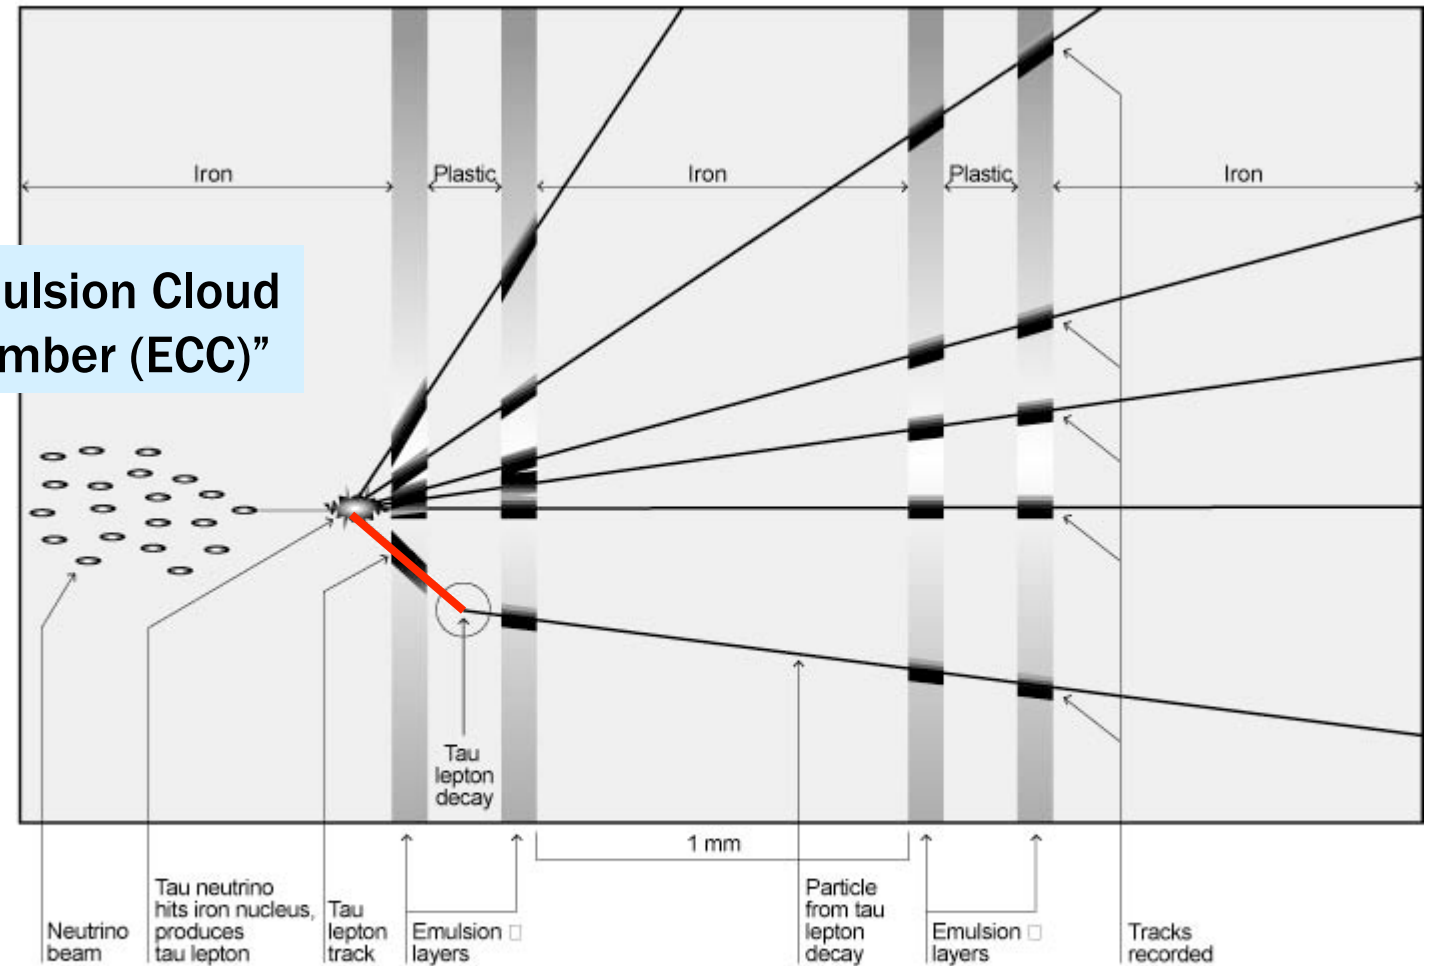 Iron
Plastic
Iron
Plastic
Iron
ulsion Cloud
mber (ECC)”
Tau
lepton
decay
1 mm
Neutrino
beam
Tau neutrino
hits iron nucleus,
produces
tau lepton
Tau
lepton
track
Emulsion □
layers
Particle
from tau
lepton
decay
Emulsion □
layers
Tracks
recorded